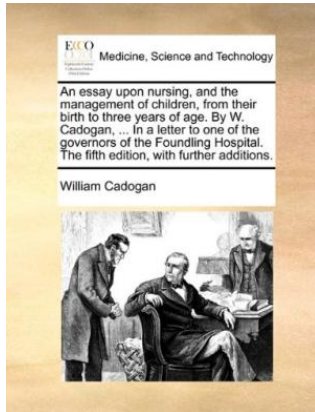 ECCO
Medicine, Science and Technology
An essay upon nursing, and the
management of children, from their
birth to three years of age. By W.
Cadogan, ... In a letter to one of the
governors of the Foundling Hospital.
The fifth edition, with further additions.
William Cadogan